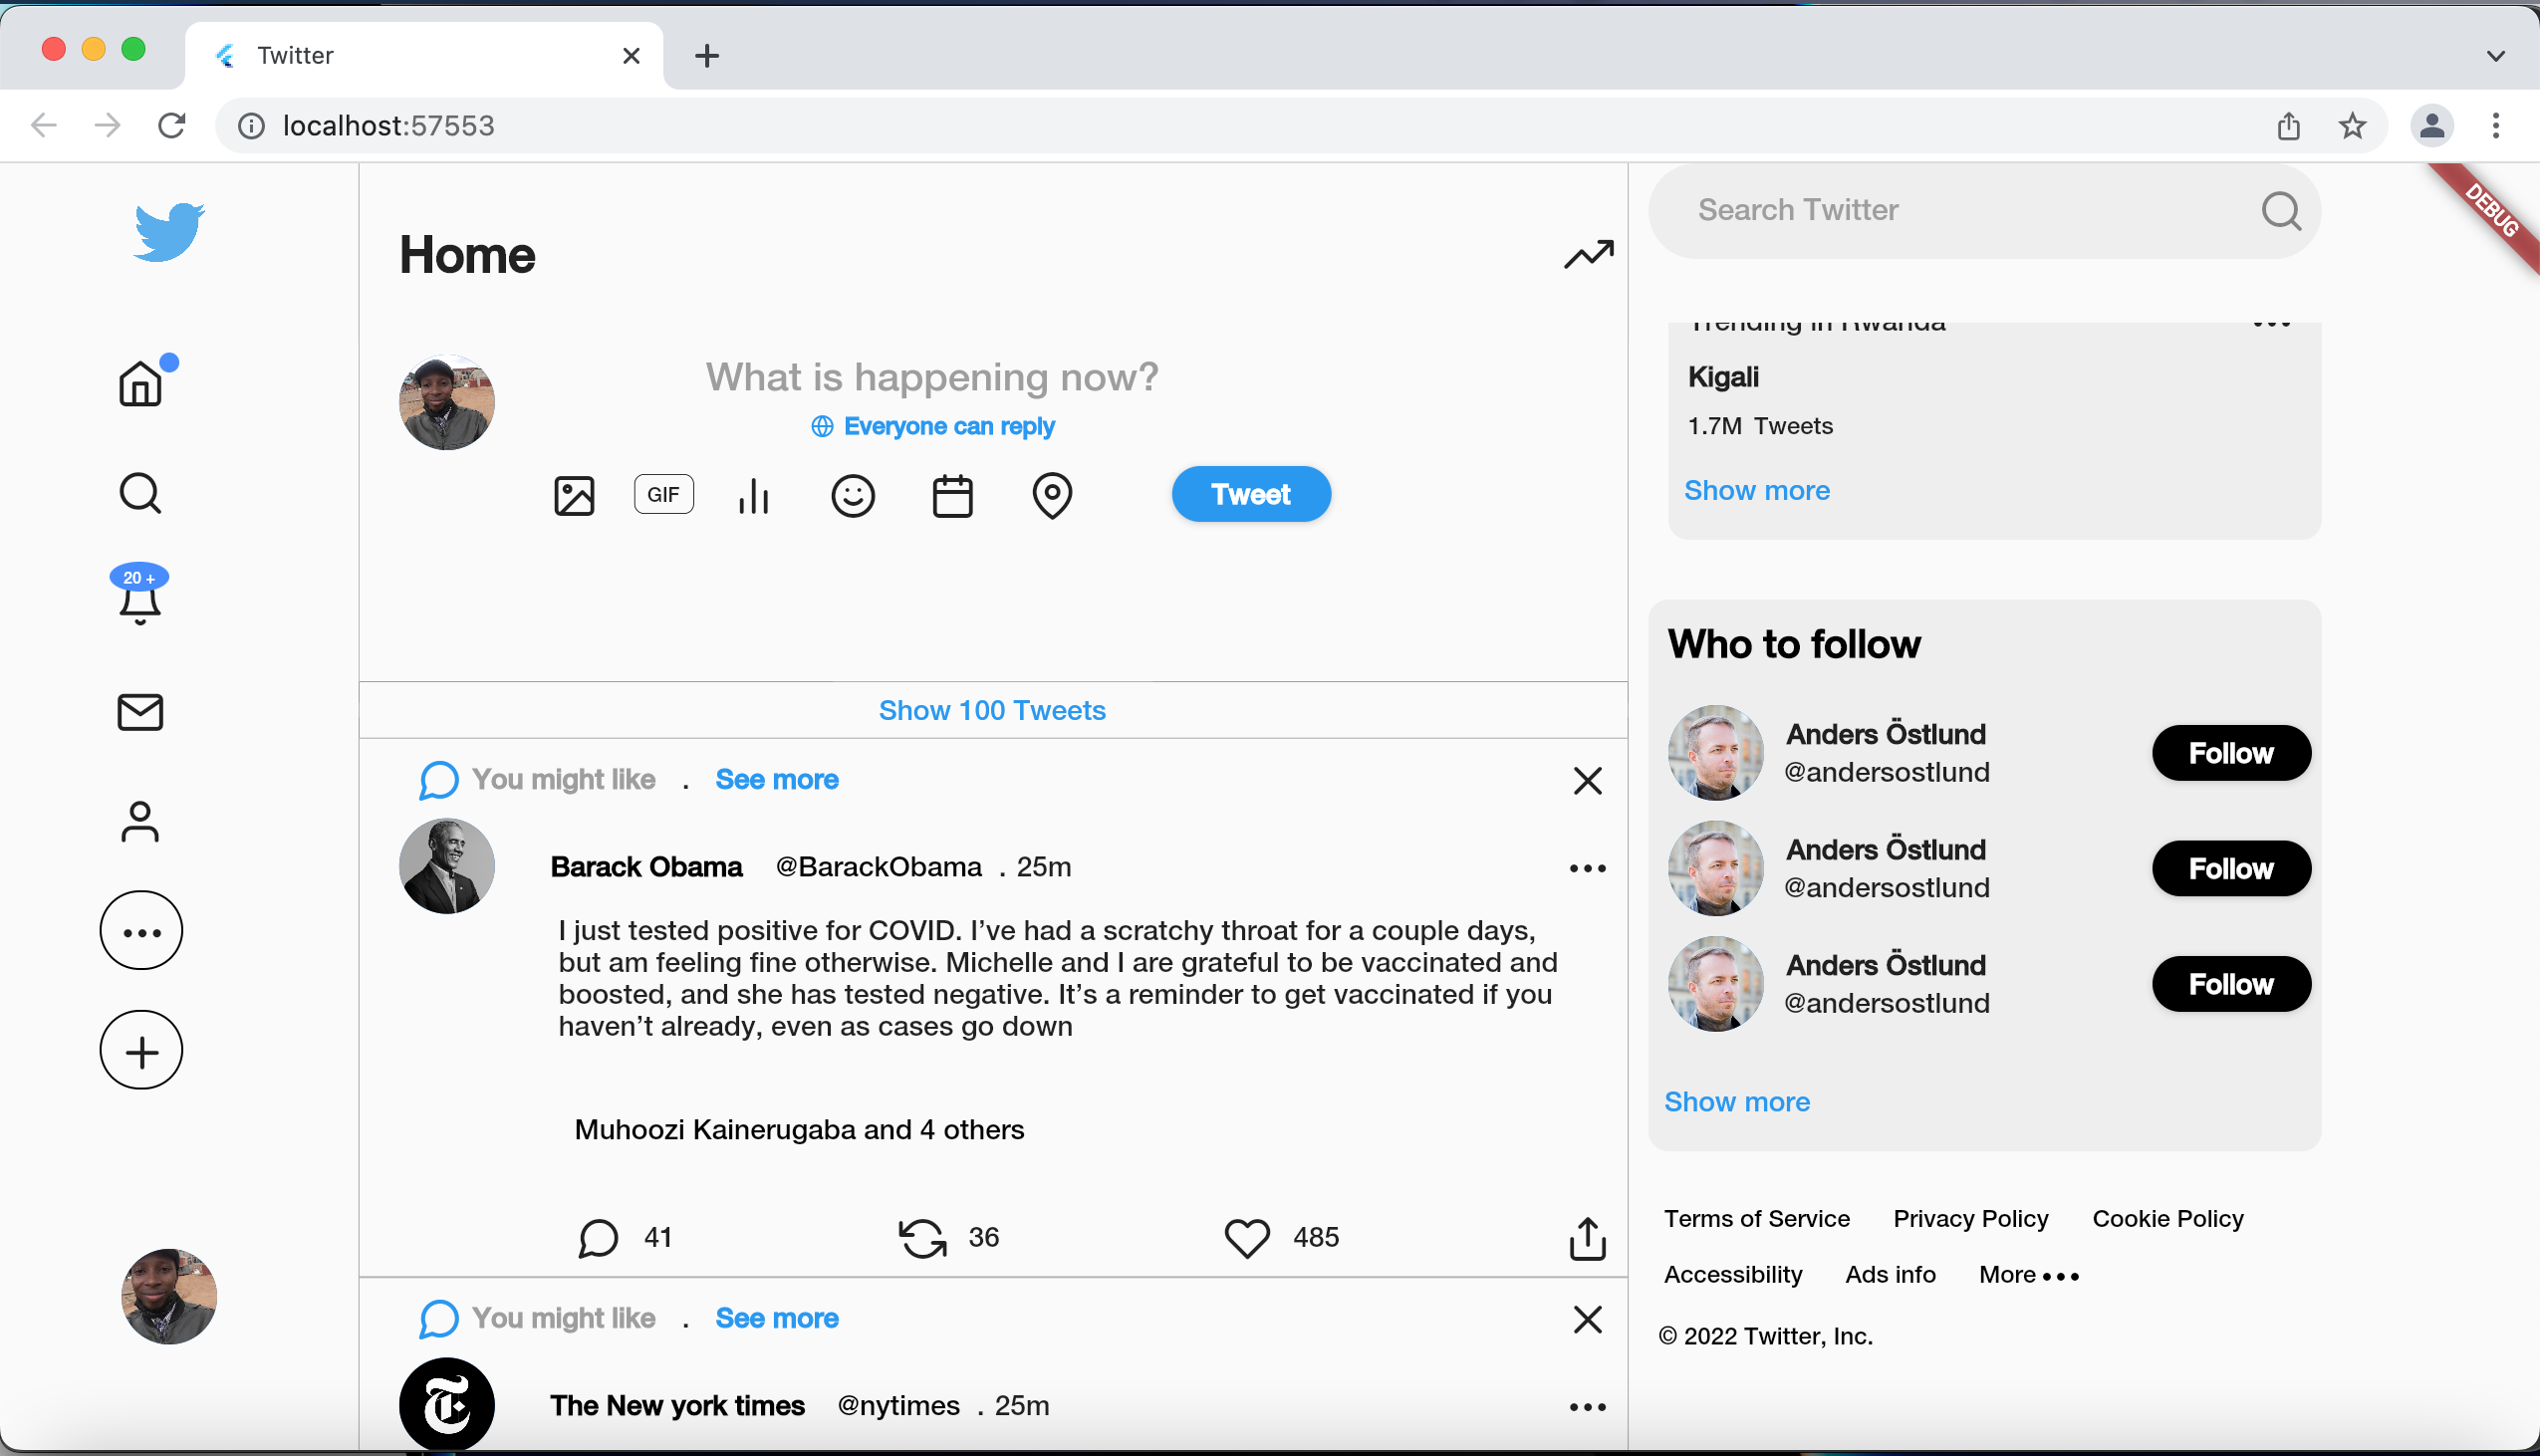 Twitter
localhost:57553
DEBUG
Home
Search Twitter
Trending in Rwanda
What is happening now?
Kigali
Everyone can reply
1.7M Tweets
GIF
Tweet
Show more
20 +
Who to follow
Show 100 Tweets
Anders Östlund
@andersostlund
Follow
You might like . See more
Barack Obama @BarackObama . 25m
Anders Östlund
@andersostlund
Follow
I just tested positive for COVID. I’ve had a scratchy throat for a couple days,
but am feeling fine otherwise. Michelle and I are grateful to be vaccinated and
boosted, and she has tested negative. It’s a reminder to get vaccinated if you
haven’t already, even as cases go down
Anders Östlund
@andersostlund
Follow
Show more
Muhoozi Kainerugaba and 4 others
41 36 485
Terms of Service Privacy Policy Cookie Policy
Accessibility Ads info More
© 2022 Twitter, Inc.
You might like . See more
The New york times @nytimes . 25m